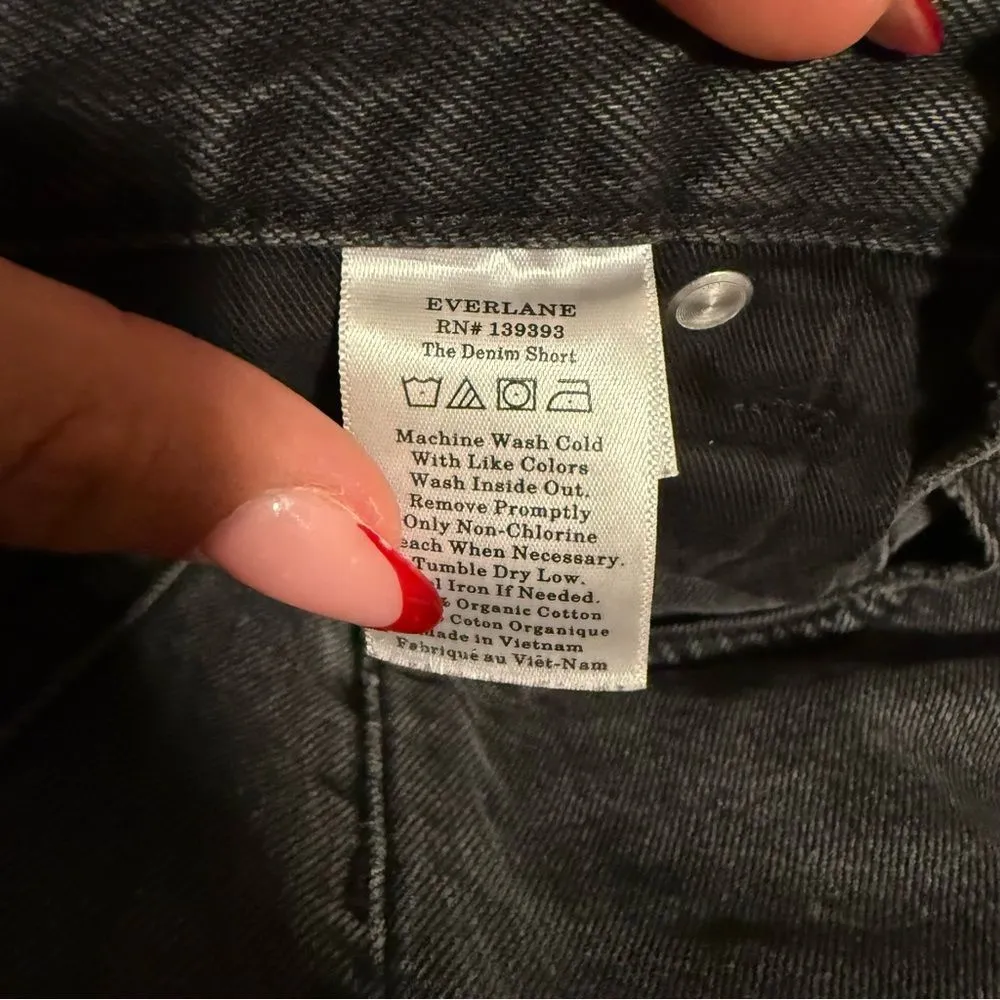 EVERLANE
RN# 139393
The Denim Short
Machine Wash Cold
With Like Colors
Wash Inside Out.
Remove Promptly
Only Non-Chlorine
When Necessary.
Tumble Dry Low.
Iron If Needed.
Organic Cotton
Coton Organique
Made in Vietnam
Fabriqué au Viêt-Nam